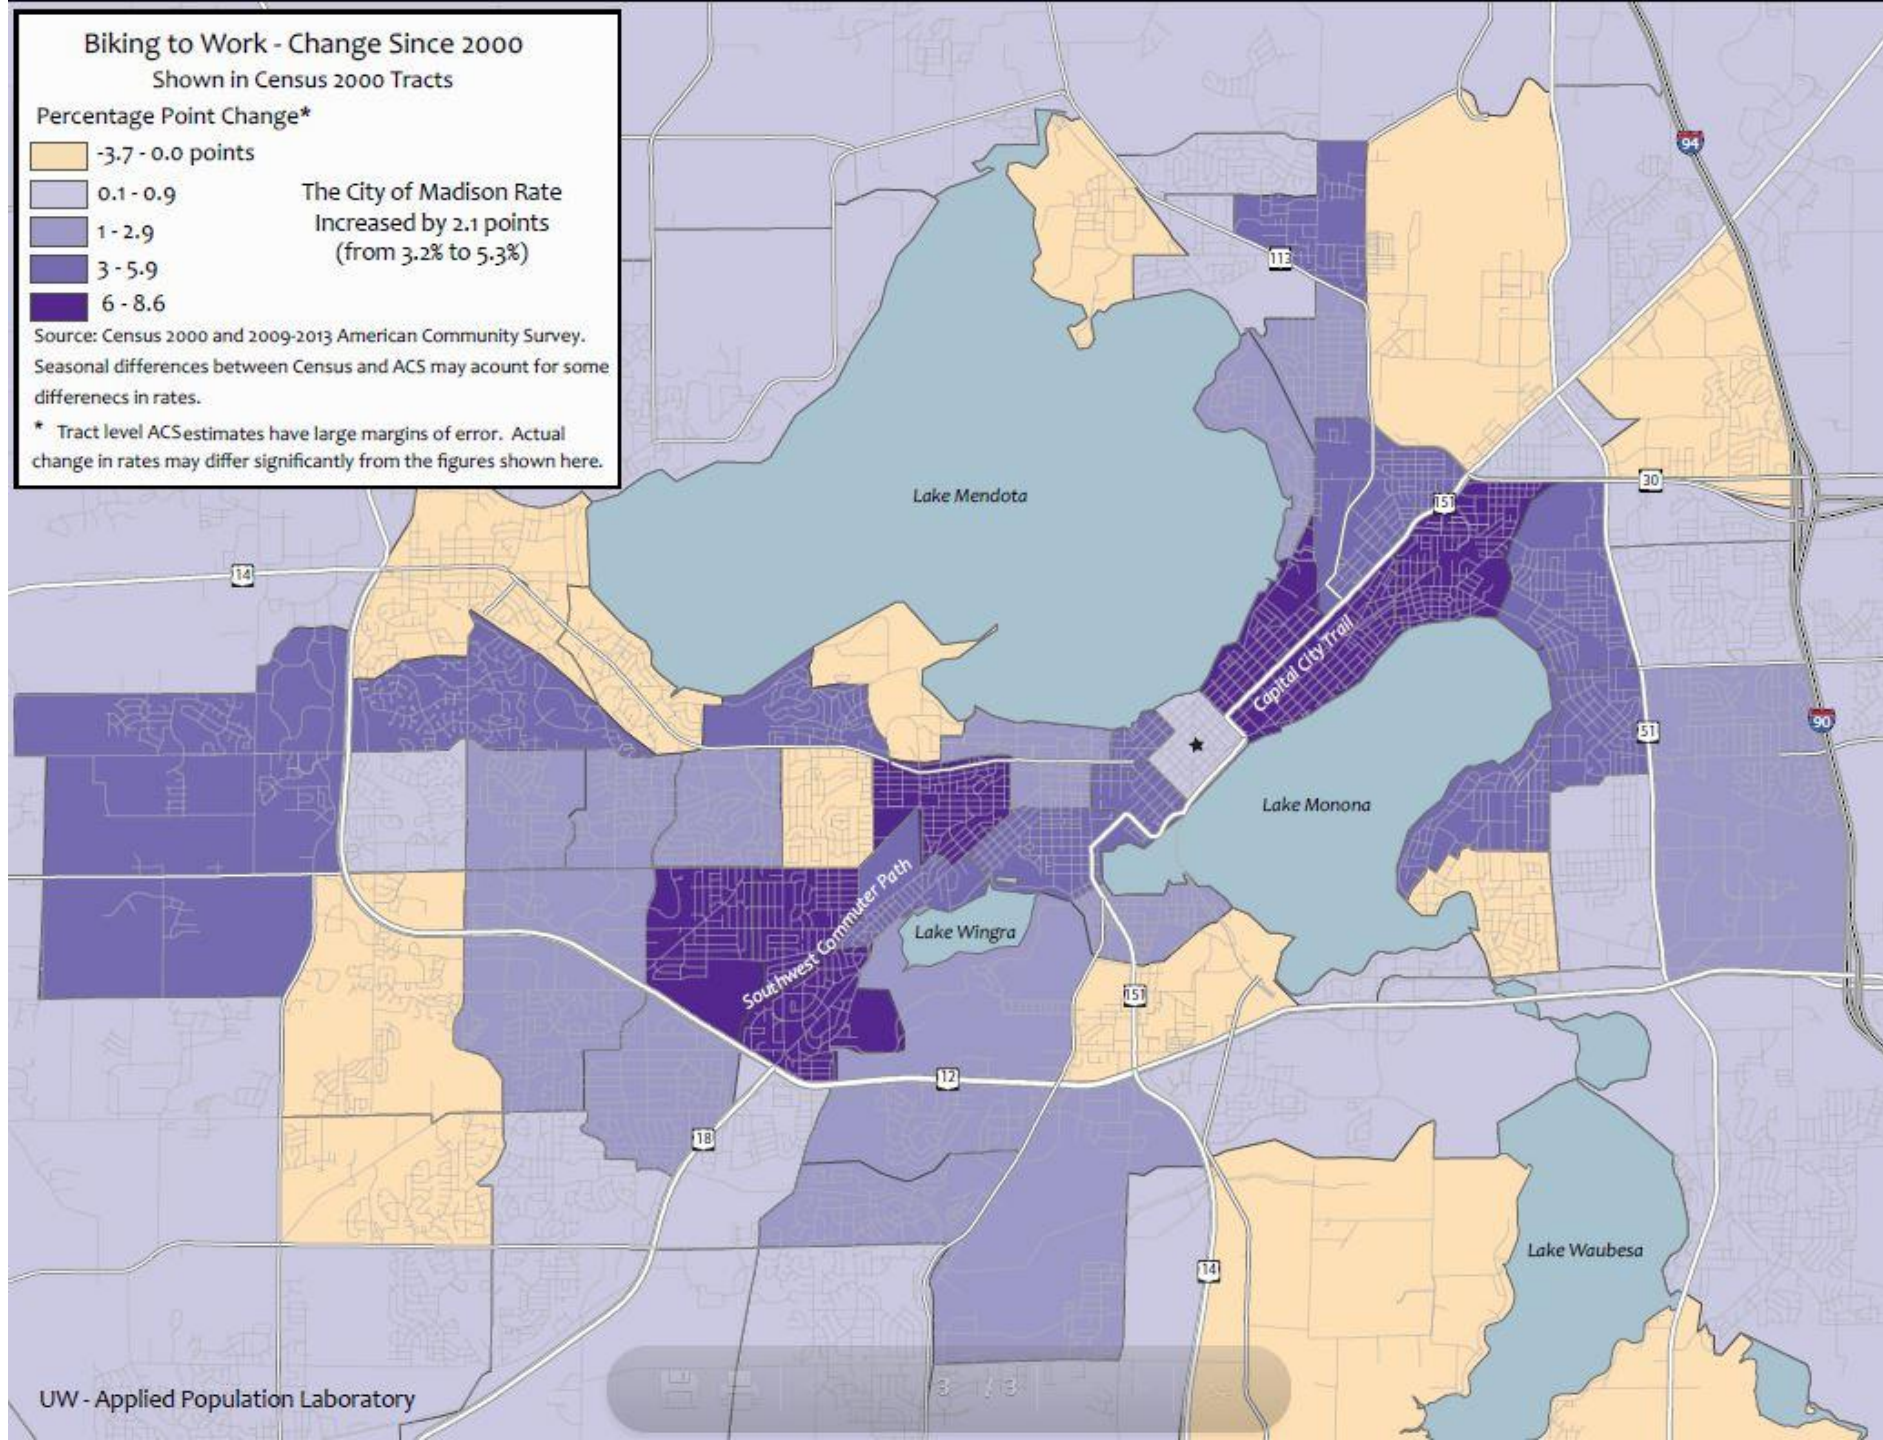 Biking to Work - Change Since 2000
Shown in Census 2000 Tracts
Percentage Point Change*
-3.7 - 0.0 points
0.1 - 0.9
1 - 2.9
3 - 5.9
6 - 8.6
The City of Madison Rate
Increased by 2.1 points
(from 3.2% to 5.3%)
Source: Census 2000 and 2009-2013 American Community Survey.
Seasonal differences between Census and ACS may acount for some
differenecs in rates.
* Tract level ACS estimates have large margins of error. Actual
change in rates may differ significantly from the figures shown here.
94
113
30
151
Lake Mendota
14
Capital City Trail
90
51
Lake Monona
Southwest Commuter Path
Lake Wingra
151
12
18
Lake Waubesa
14
3 / 3
UW - Applied Population Laboratory